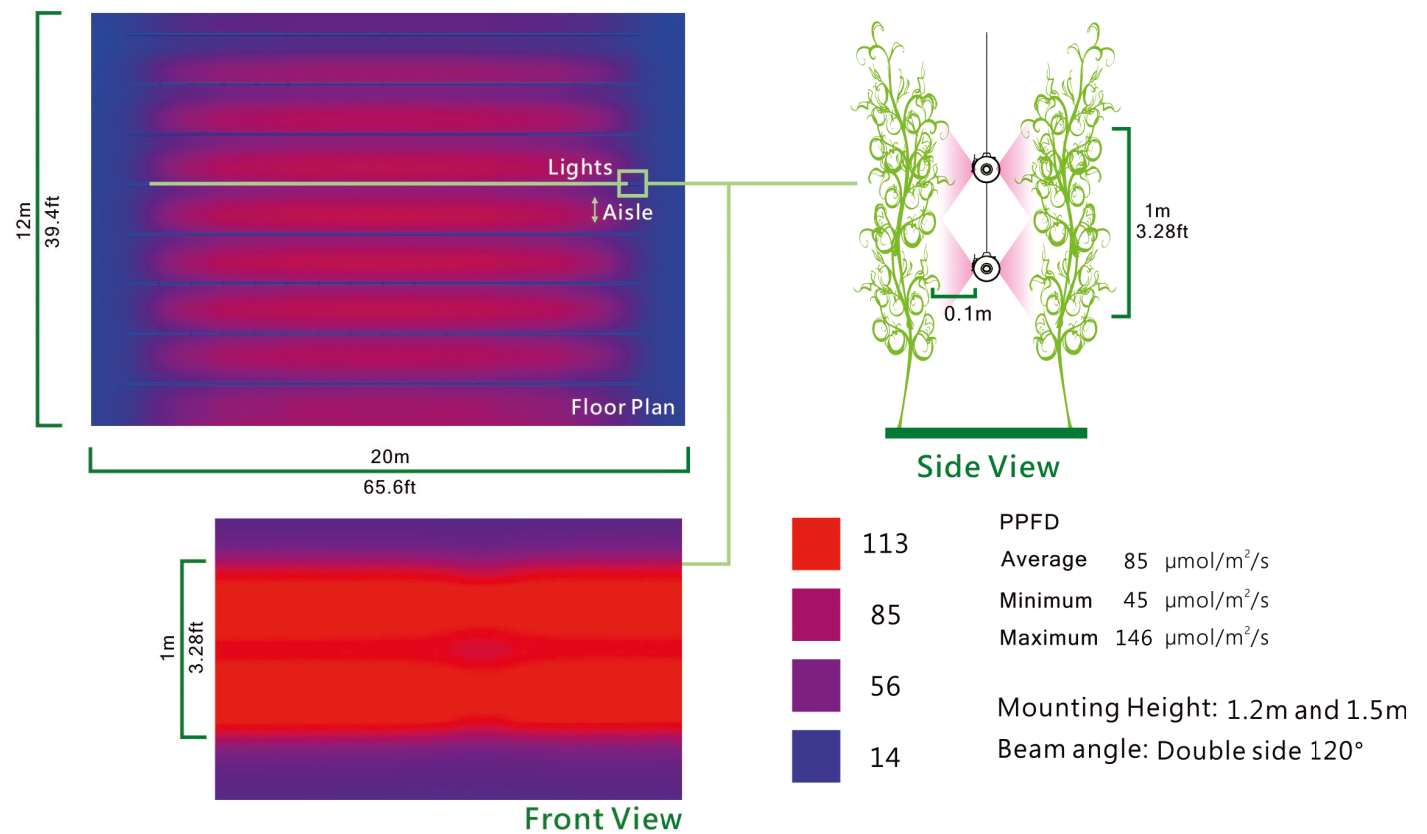 12m
39.4ft
Lights
Aisle
Floor Plan
20m
65.6ft
1m
3.28ft
0.1m
Side View
1m
3.28ft
Front View
113
85
56
14
PPFD
Average 85 μmol/m²/s
Minimum 45 μmol/m²/s
Maximum 146 μmol/m²/s
Mounting Height: 1.2m and 1.5m
Beam angle: Double side 120°